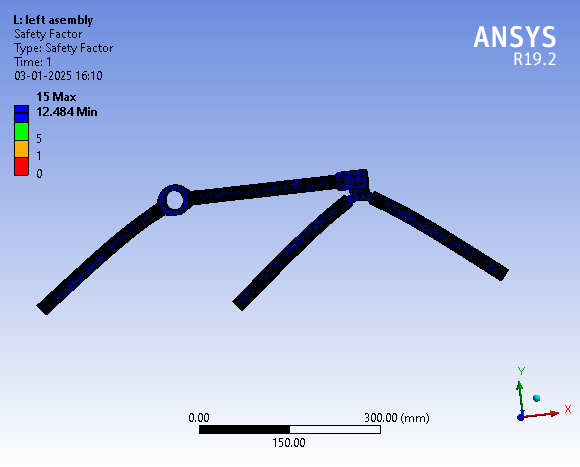 L: left asembly
Safety Factor
Type: Safety Factor
Time: 1
03-01-2025 16:10
15 Max
12.484 Min
5
1
0
ANSYS
R19.2
0.00
300.00 (mm)
150.00
Y
X